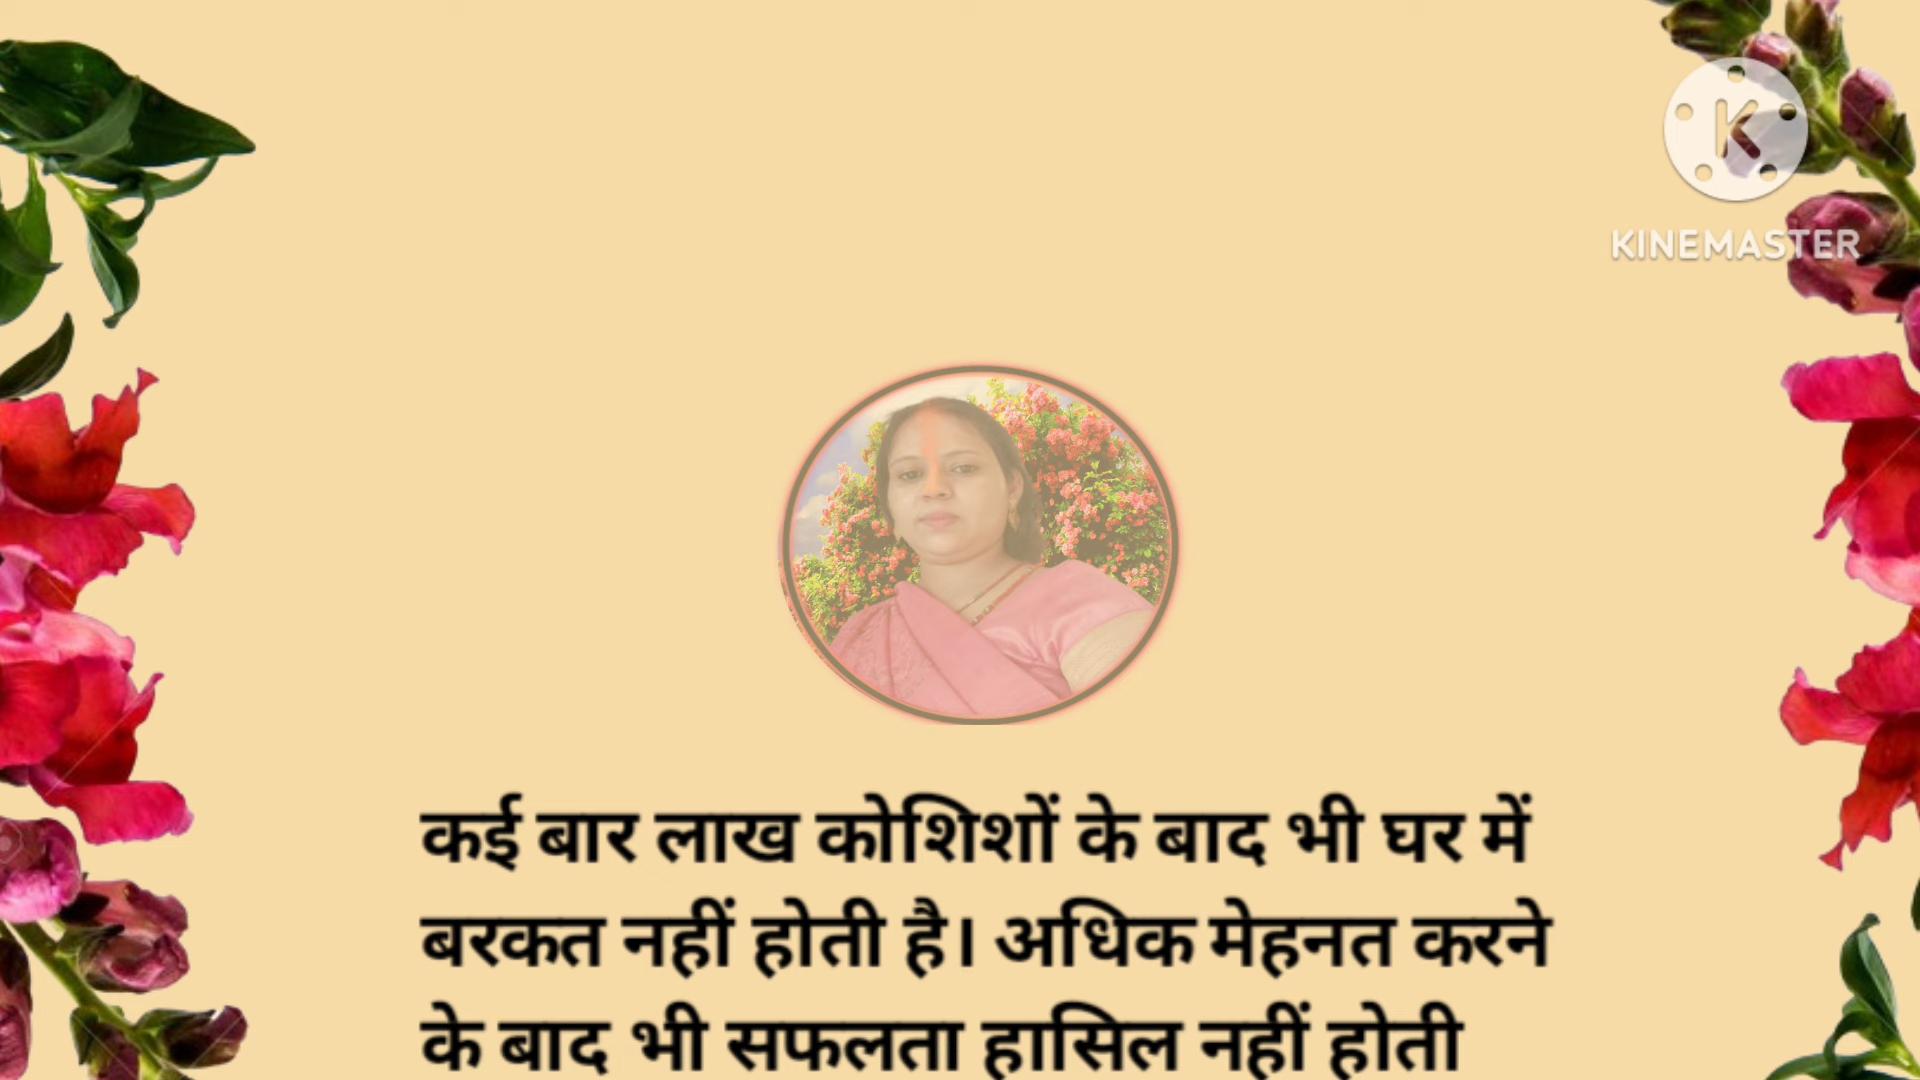 KINEMASTER
कई बार लाख कोशिशों के बाद भी घर में
बरकत नहीं होती है। अधिक मेहनत करने
के बाद भी सफलता हासिल नहीं होती